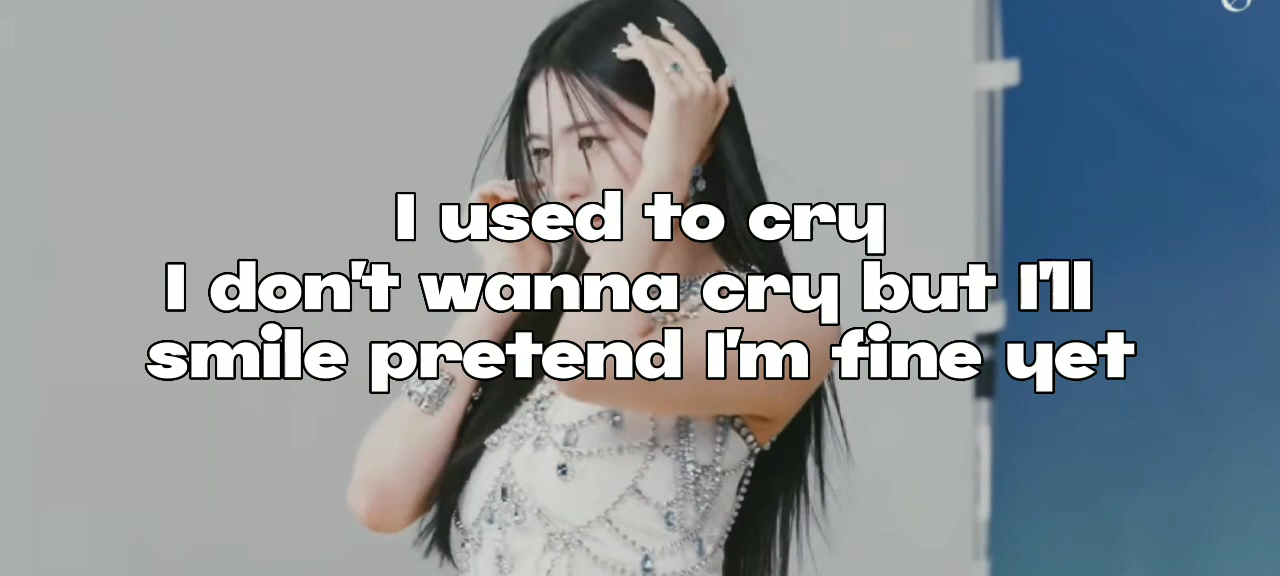 I used to cry
I don't wanna cry but I'll
smile pretend I'm fine yet